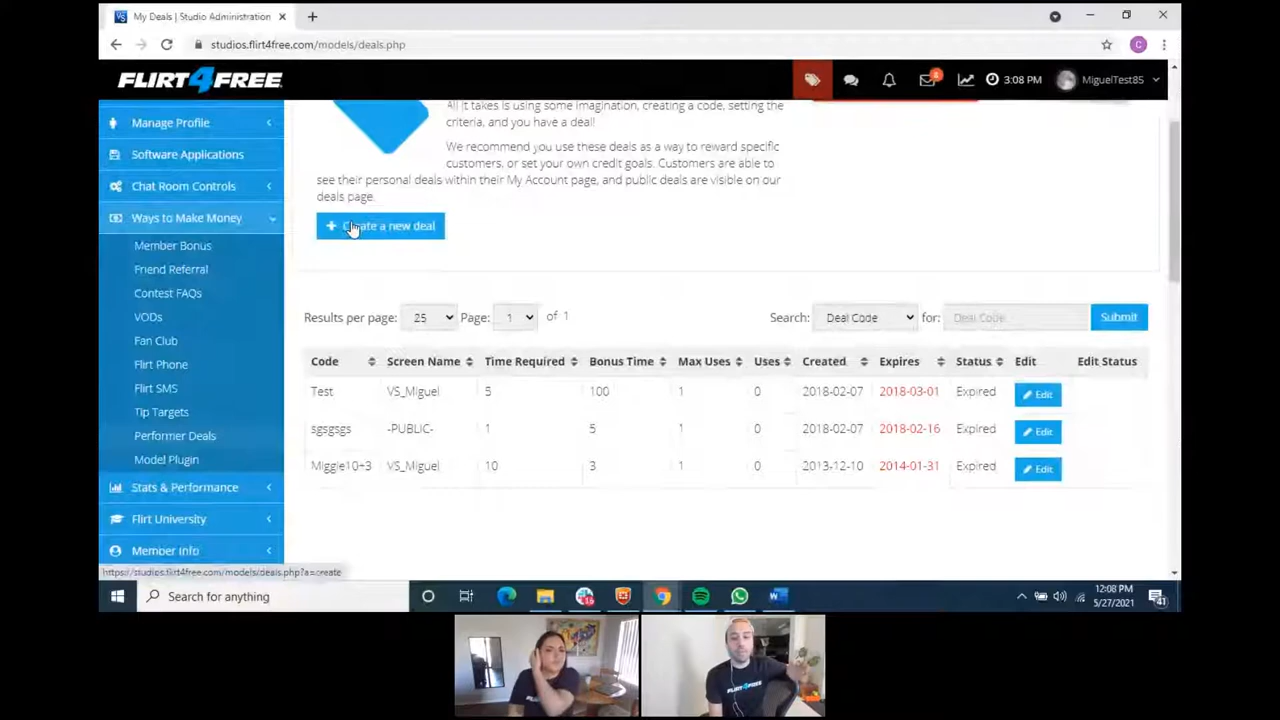 My Deals | Studio Administration
studios.flirt4free.com/models/deals.php
FLIRT4FREE
3:08 PM
MiguelTest85
Manage Profile
Software Applications
Chat Room Controls
Ways to Make Money
Member Bonus
Friend Referral
Contest FAQs
VODs
Fan Club
Flirt Phone
Flirt SMS
Tip Targets
Performer Deals
Model Plugin
Stats & Performance
Flirt University
Member Info
All it takes is using some imagination, creating a code, setting the
criteria, and you have a deal!
We recommend you use these deals as a way to reward specific
customers, or set your own credit goals. Customers are able to
see their personal deals within their My Account page, and public deals are visible on our
deals page.
Create a new deal
Results per page: 25 Page: 1 of 1 Search: Deal Code for: Deal Code Submit
Code Screen Name Time Required Bonus Time Max Uses Uses Created Expires Status Edit Edit Status
Test VS_Miguel 5 100 1 0 2018-02-07 2018-03-01 Expired Edit
sgsgsgs -PUBLIC- 1 5 1 0 2018-02-07 2018-02-16 Expired Edit
Miggle10+3 VS_Miguel 10 3 1 0 2013-12-10 2014-01-31 Expired Edit
https://studios.flirt4free.com/models/deals.php?a=create
Search for anything
12:08 PM
5/27/2021
41